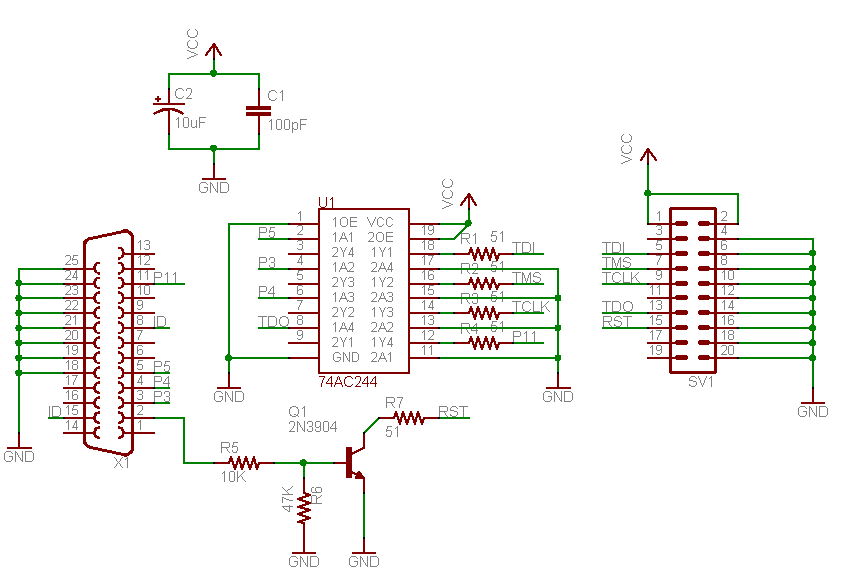 VCC
C2
C1
10uF
100pF
GND
U1
VCC
VCC
1 1OE VCC
P5 2 1A1 2OE 19
3 2Y4 1Y1 18 R1 51 TDI
P3 4 1A2 2A4 17
5 2Y3 1Y2 16 R2 51 TMS
P4 6 1A3 2A3 15
7 2Y2 1Y3 14 R3 51 TCLK
TDO 8 1A4 2A2 13
9 2Y1 1Y4 12 R4 51 P11
GND 2A1 11
74AC244
GND
GND
13
25
12
24
11 P11
23
10
22
9
21
8 ID
20
7
19
6
18
5 P5
17
4 P4
16
3 P3
ID 15
2
14
1
X1
GND
1 2
3 4
TDI 5 6
TMS 7 8
TCLK 9 10
11 12
TDO 13 14
RST 15 16
17 18
19 20
SV1
GND
Q1
2N3904
R7
51
RST
R5
10K
47K
R6
GND
GND